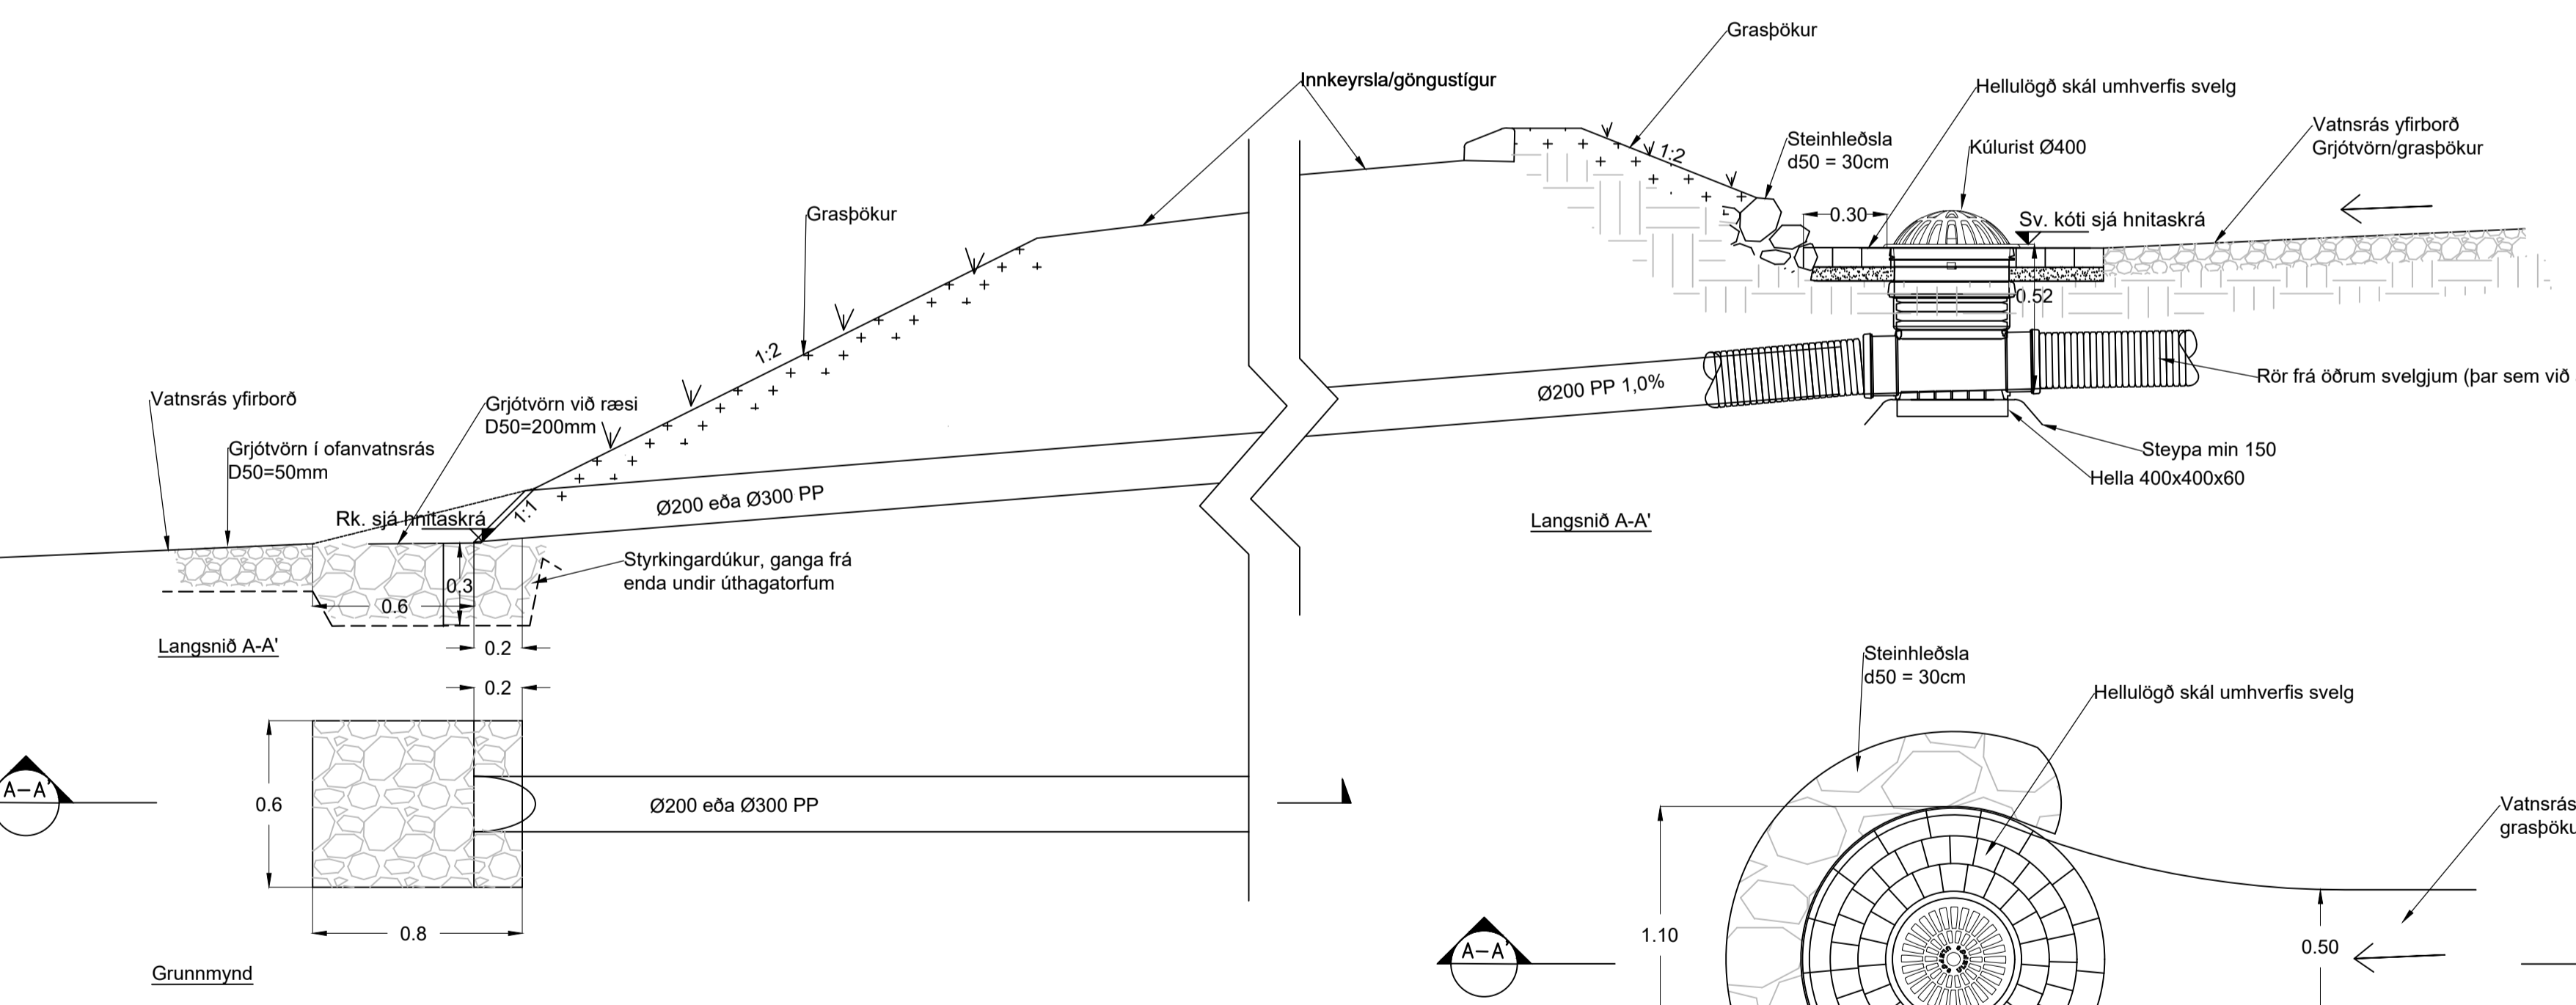 Grasþökur
Innkeyrsla/göngustígur
Hellulögð skál umhverfis svelg
Steinhleðsla
d50 = 30cm
Kúlurist Ø400
Vatnsrás yfirborð
Grjótvörn/grasþökur
1:2
Grasþökur
0.30
Sv. kóti sjá hnitaskrá
0.52
1:2
Ø200 PP 1,0%
Rör frá öðrum svelgjum (þar sem við
Vatnsrás yfirborð
Grjótvörn við ræsi
D50=200mm
Grjótvörn í ofanvatnsrás
D50=50mm
Steypa min 150
Hella 400x400x60
Ø200 eða Ø300 PP
Rk. sjá hnitaskrá
1:1
Langsnið A-A'
Styrkingardúkur, ganga frá
enda undir úthagatorfum
0.3
0.6
Langsnið A-A'
0.2
0.2
Steinhleðsla
d50 = 30cm
Hellulögð skál umhverfis svelg
A-A'
0.6
Ø200 eða Ø300 PP
Vatnsrás
grasþöku
0.8
1.10
A-A'
0.50
Grunnmynd